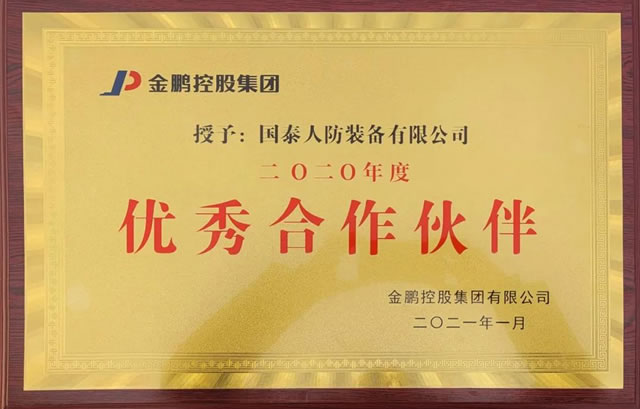 金鹏控股集团
授予：国泰人防装备有限公司
二〇二〇年度
优秀合作伙伴
金鹏控股集团有限公司
二〇二一年一月